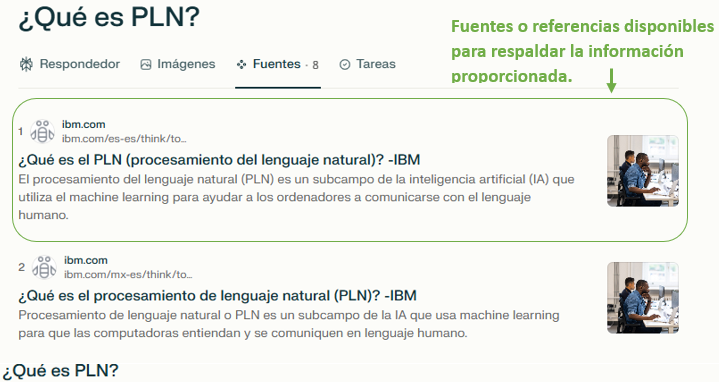 ¿Qué es PLN?
Fuentes o referencias disponibles
para respaldar la información
proporcionada.
Respondedor Imágenes Fuentes · 8 Tareas
1 ibm.com
ibm.com/es-es/think/to...
¿Qué es el PLN (procesamiento del lenguaje natural)? -IBM
El procesamiento del lenguaje natural (PLN) es un subcampo de la inteligencia artificial (IA) que
utiliza el machine learning para ayudar a los ordenadores a comunicarse con el lenguaje
humano.
2 ibm.com
ibm.com/mx-es/think/to...
¿Qué es el procesamiento de lenguaje natural (PLN)? -IBM
Procesamiento de lenguaje natural o PLN es un subcampo de la IA que usa machine learning
para que las computadoras entiendan y se comuniquen en lenguaje humano.
¿Qué es PLN?